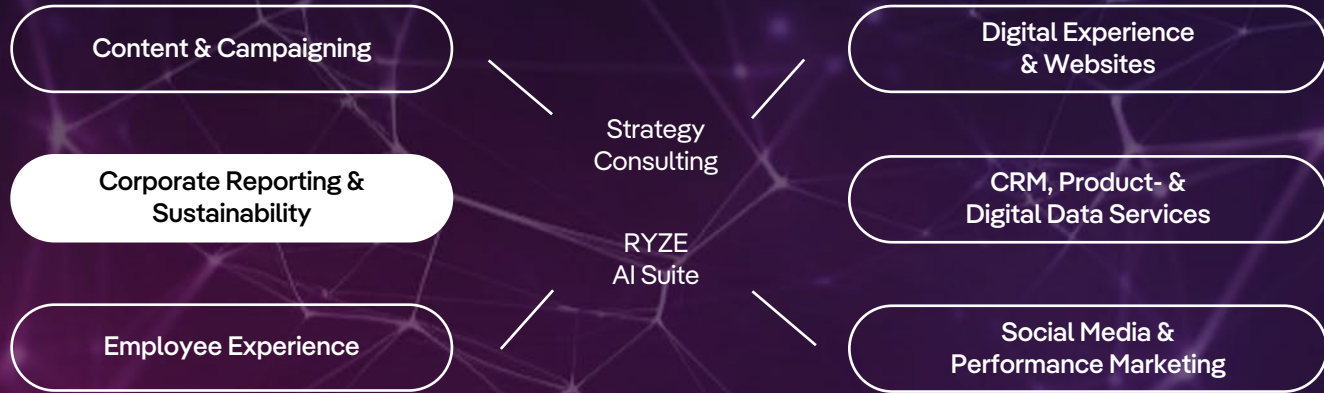 Content & Campaigning
Corporate Reporting &
Sustainability
Employee Experience
Strategy
Consulting
RYZE
AI Suite
Digital Experience
& Websites
CRM, Product- &
Digital Data Services
Social Media &
Performance Marketing